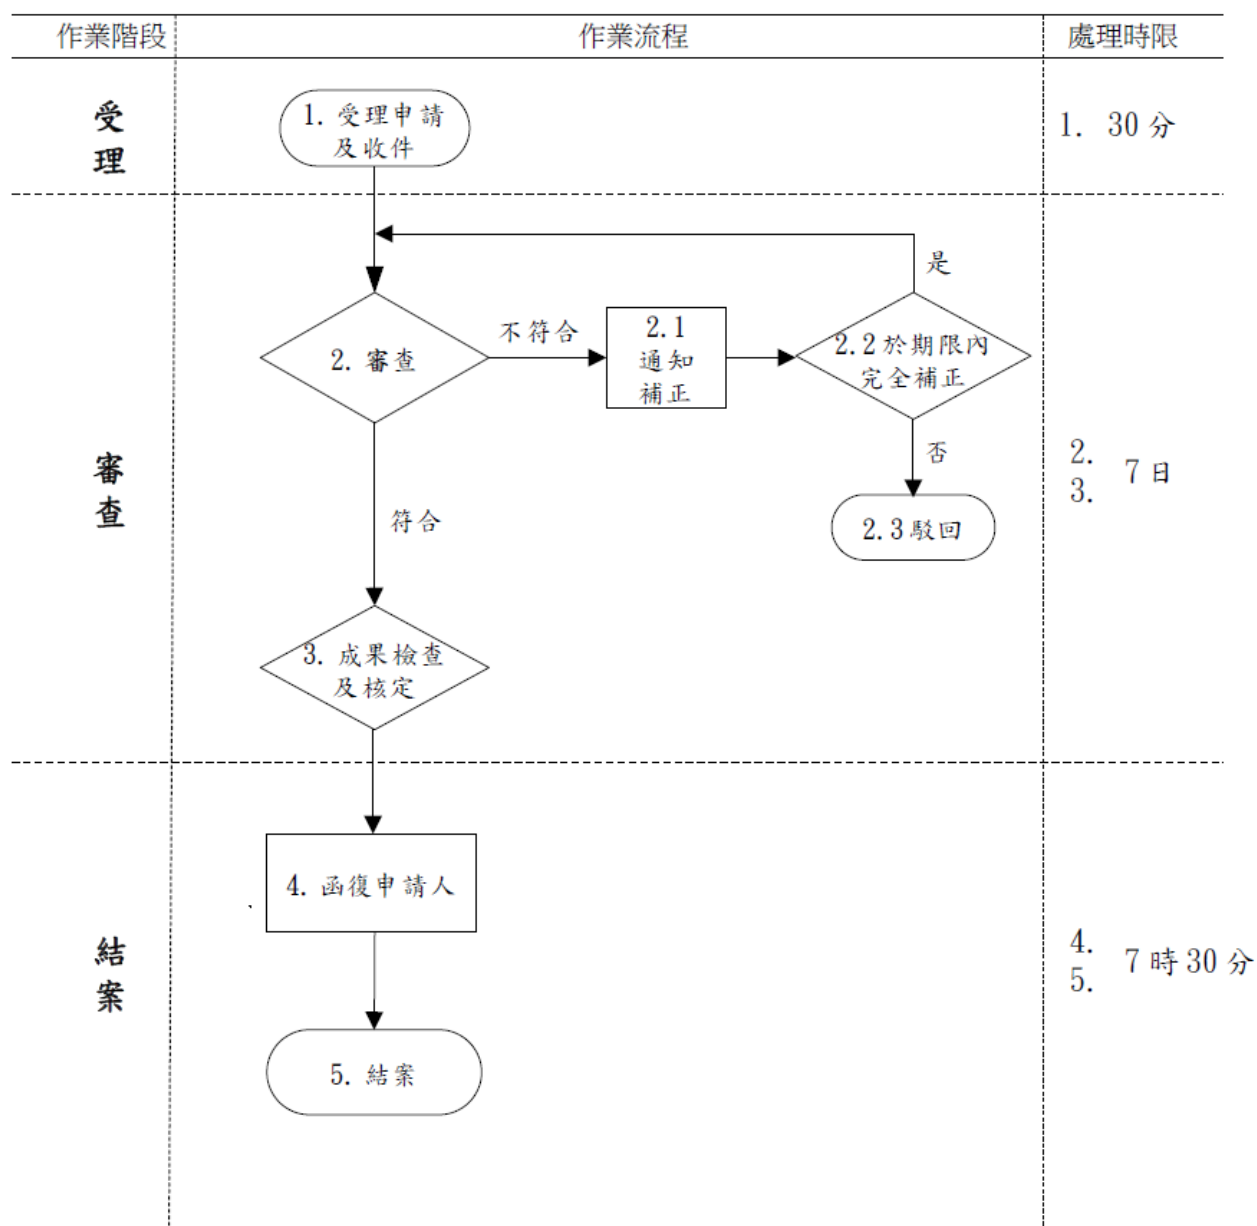 作業階段
作業流程
處理時限
受
理
1. 受理申請
及收件
1. 30分
是
不符合
2. 審查
2.1
通知
補正
2.2於期限內
完全補正
否
2.3駁回
審
查
符合
2.
3.
7日
3. 成果檢查
及核定
4. 函復申請人
結
案
4.
5.
7時30分
5. 結案